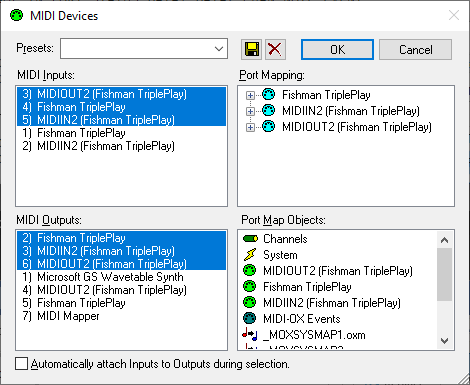 MIDI Devices
Presets:
OK
Cancel
MIDI Inputs:
3) MIDIOUT2 (Fishman TriplePlay)
4) Fishman TriplePlay
5) MIDIIN2 (Fishman TriplePlay)
1) Fishman TriplePlay
2) MIDIIN2 (Fishman TriplePlay)
Port Mapping:
Fishman TriplePlay
MIDIIN2 (Fishman TriplePlay)
MIDIOUT2 (Fishman TriplePlay)
MIDI Outputs:
2) Fishman TriplePlay
3) MIDIIN2 (Fishman TriplePlay)
6) MIDIOUT2 (Fishman TriplePlay)
1) Microsoft GS Wavetable Synth
4) MIDIOUT2 (Fishman TriplePlay)
5) Fishman TriplePlay
7) MIDI Mapper
Port Map Objects:
Channels
System
MIDIOUT2 (Fishman TriplePlay)
Fishman TriplePlay
MIDIIN2 (Fishman TriplePlay)
MIDI-OX Events
_MOXSYSMAP1.oxm
Automatically attach Inputs to Outputs during selection.